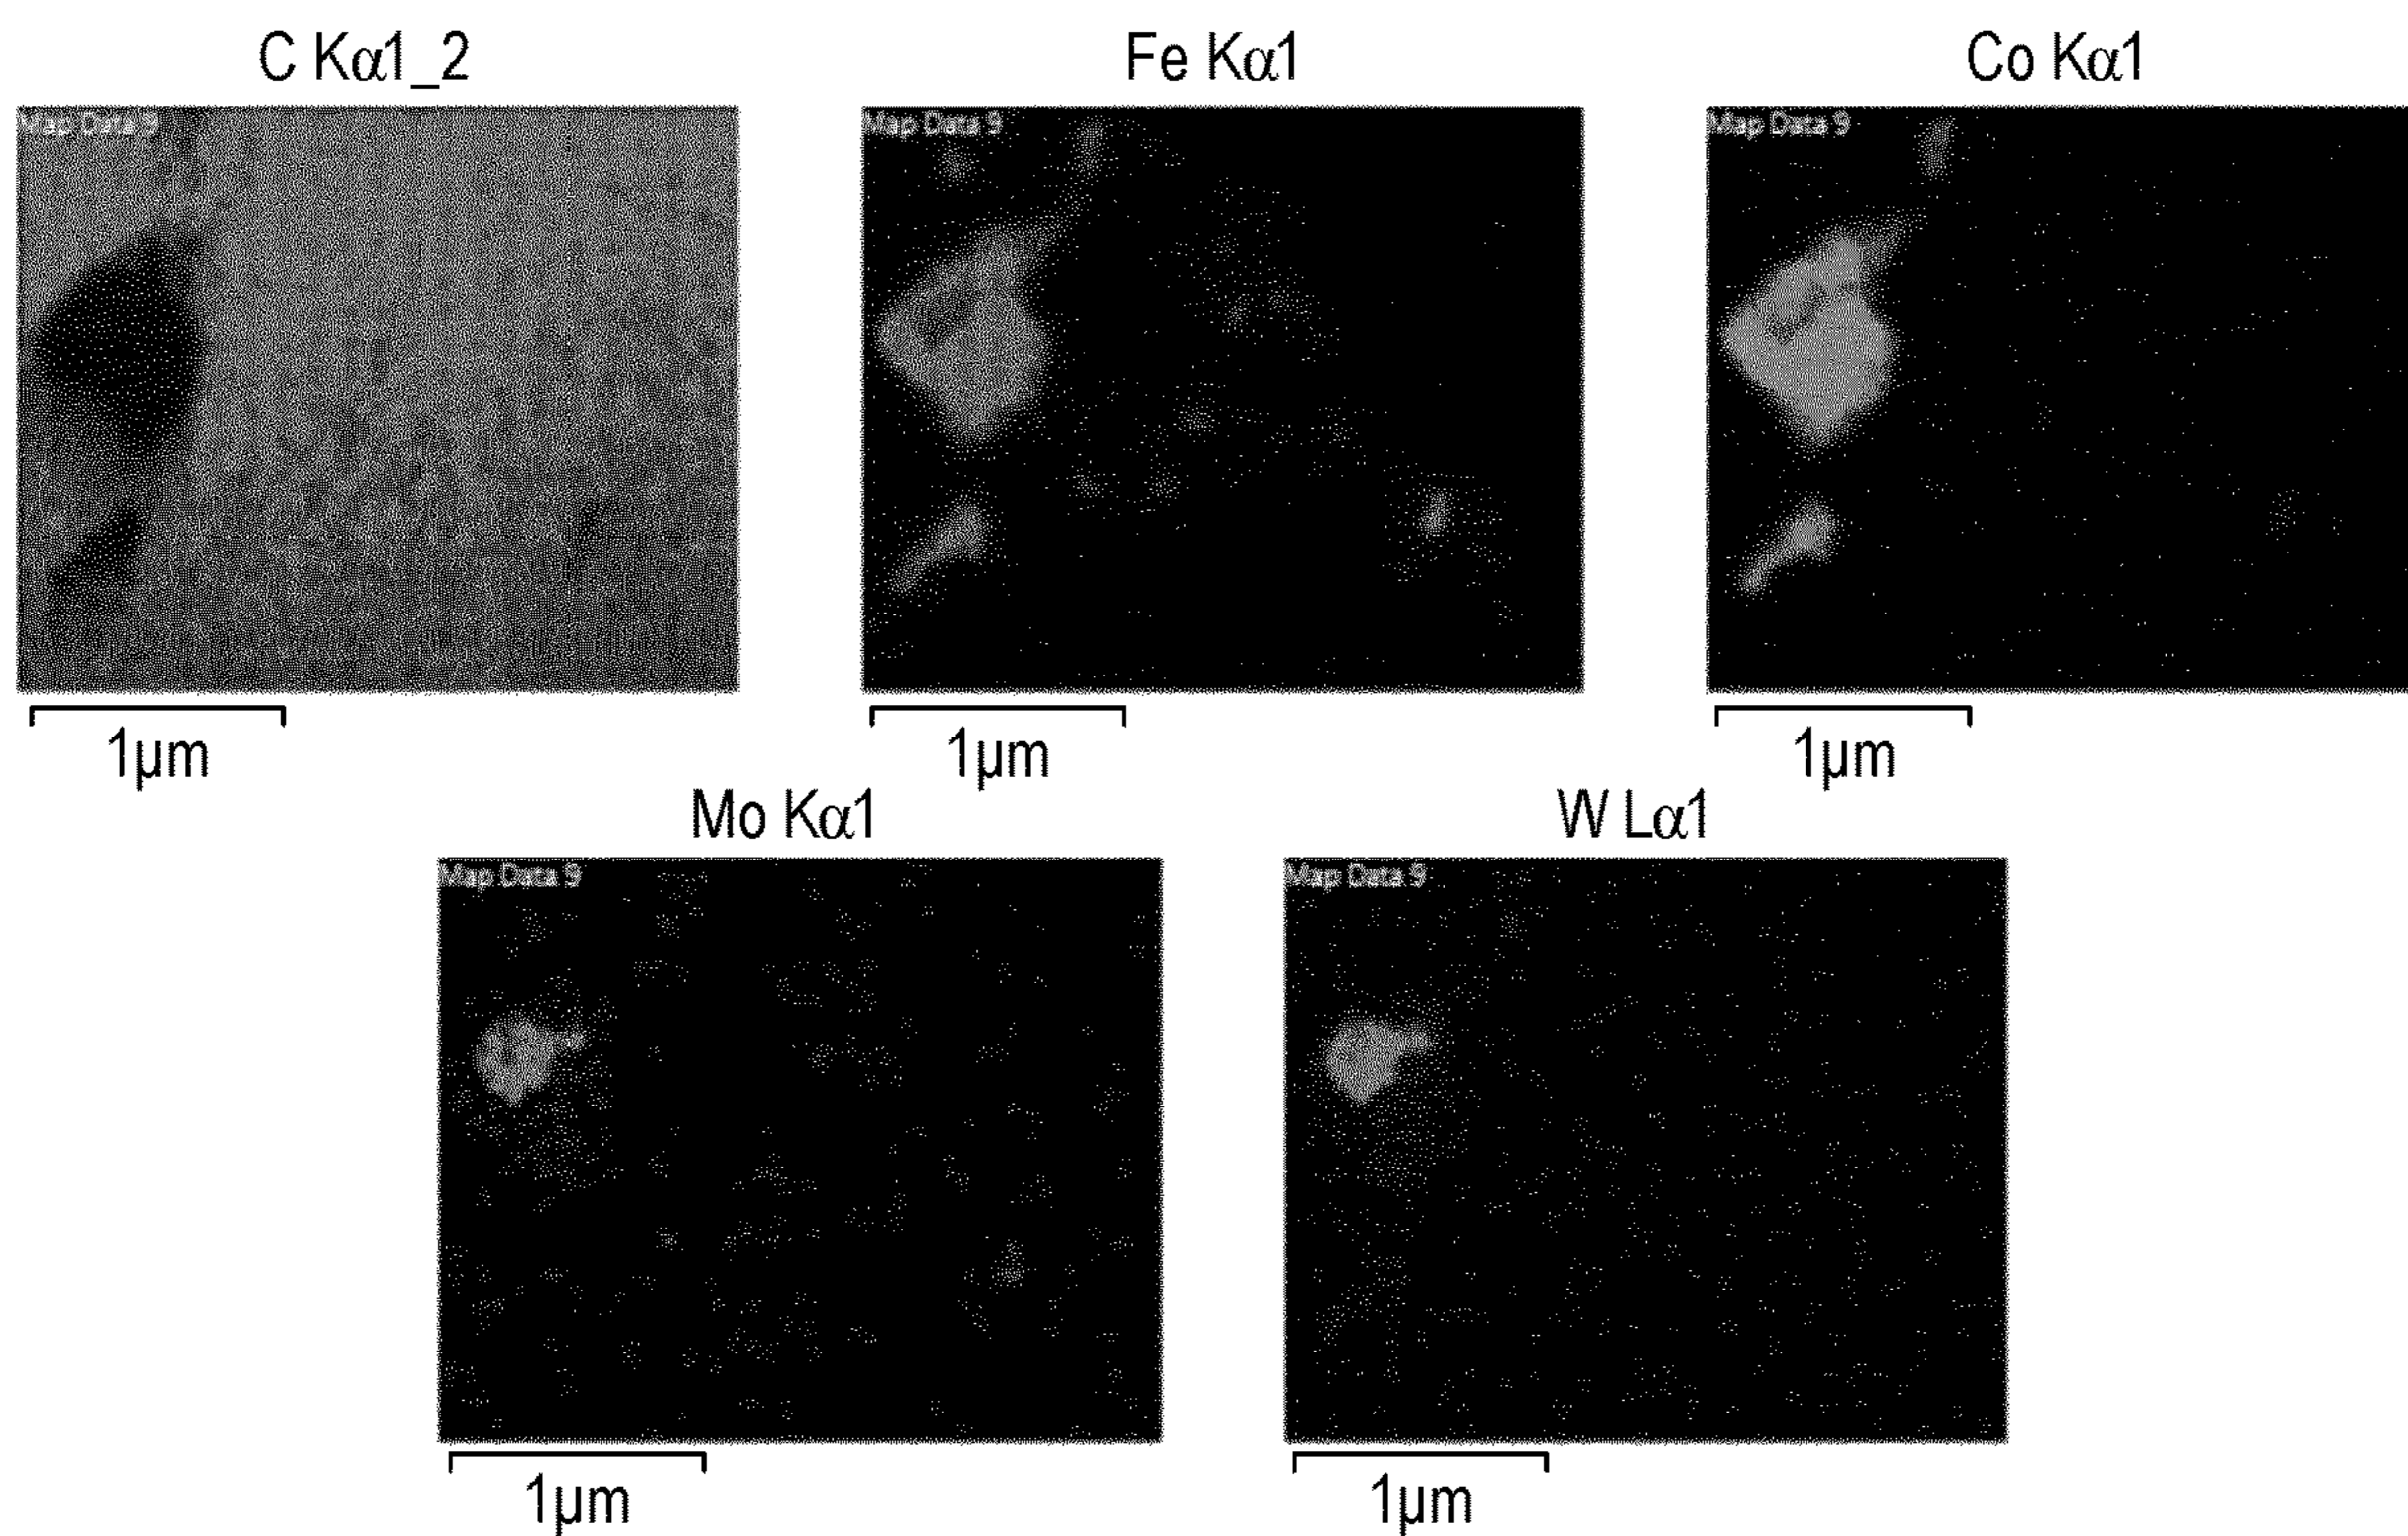 C Kα1_2
Fe Kα1
Co Kα1
Map Data 9
Map Data 9
Map Data 9
1μm
1μm
1μm
Mo Kα1
W Lα1
Map Data 9
Map Data 9
1μm
1μm